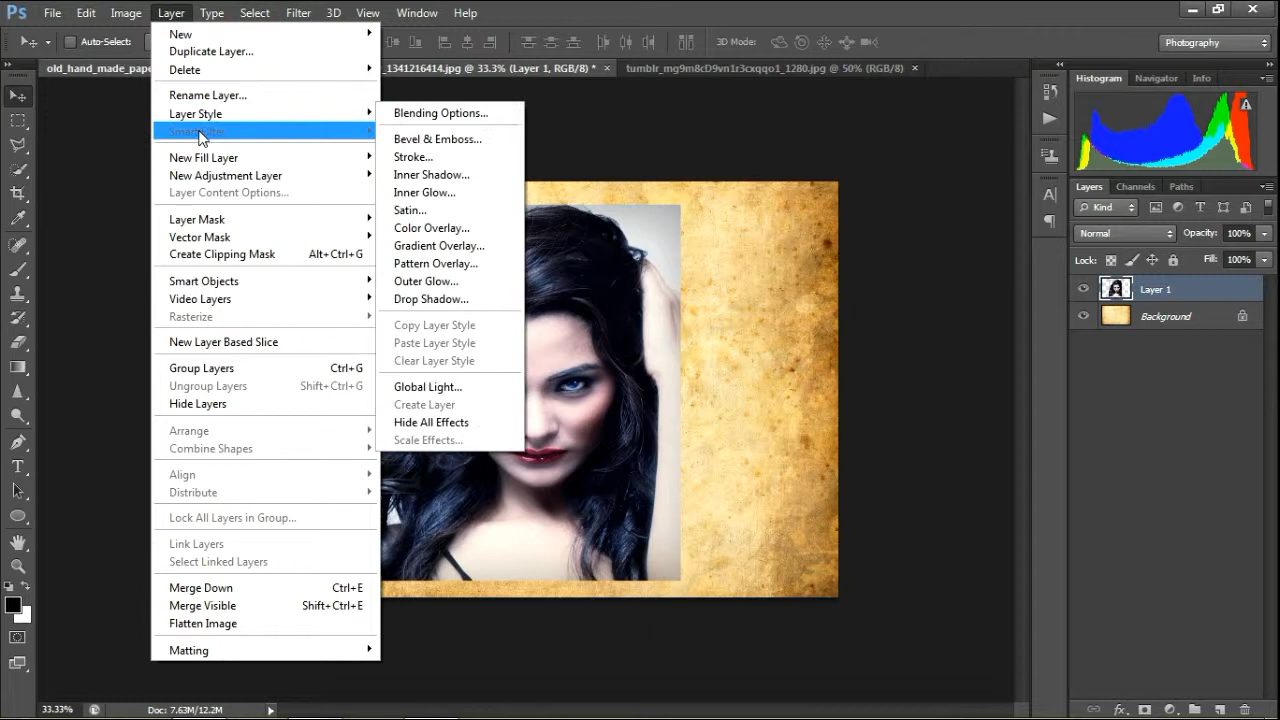 Ps File Edit Image Layer Type Select Filter 3D View Window Help
Auto-Select: 3D Mode: Photography
old_hand_made_pape
_1341216414.jpg @ 33.3% (Layer 1, RGB/8) * ×
tumblr_mg9m8cD9vn1r3cxqqo1_1280.jpg @ 50% (RGB/8) ×
New
Duplicate Layer...
Delete
Rename Layer...
Layer Style
Smart Filter
New Fill Layer
New Adjustment Layer
Layer Content Options...
Layer Mask
Vector Mask
Create Clipping Mask Alt+Ctrl+G
Smart Objects
Video Layers
Rasterize
New Layer Based Slice
Group Layers Ctrl+G
Ungroup Layers Shift+Ctrl+G
Hide Layers
Arrange
Combine Shapes
Align
Distribute
Lock All Layers in Group...
Link Layers
Select Linked Layers
Merge Down Ctrl+E
Merge Visible Shift+Ctrl+E
Flatten Image
Matting
Blending Options...
Bevel & Emboss...
Stroke...
Inner Shadow...
Inner Glow...
Satin...
Color Overlay...
Gradient Overlay...
Pattern Overlay...
Outer Glow...
Drop Shadow...
Copy Layer Style
Paste Layer Style
Clear Layer Style
Global Light...
Create Layer
Hide All Effects
Scale Effects...
Histogram Navigator Info
Layers Channels Paths
Kind
Normal Opacity: 100%
Lock: Fill: 100%
Layer 1
Background
33.33% Doc: 7.63M/12.2M